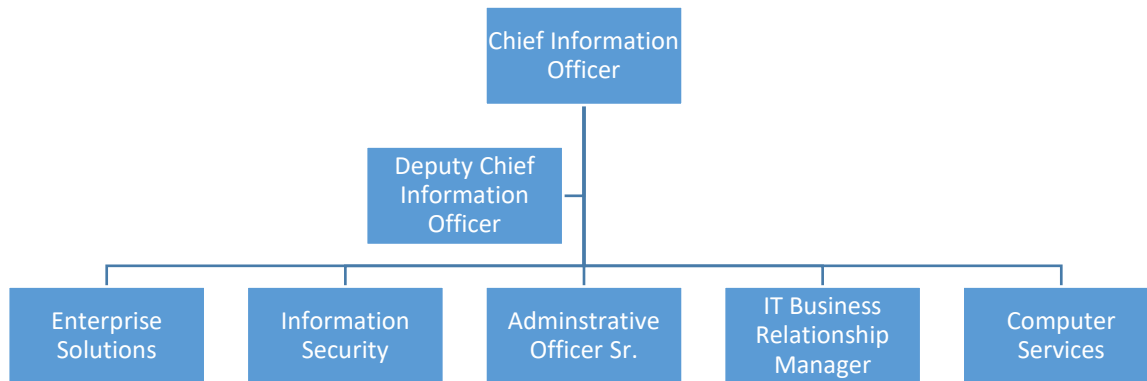 Chief Information
Officer
Deputy Chief
Information
Officer
Enterprise
Solutions
Information
Security
Adminstrative
Officer Sr.
IT Business
Relationship
Manager
Computer
Services